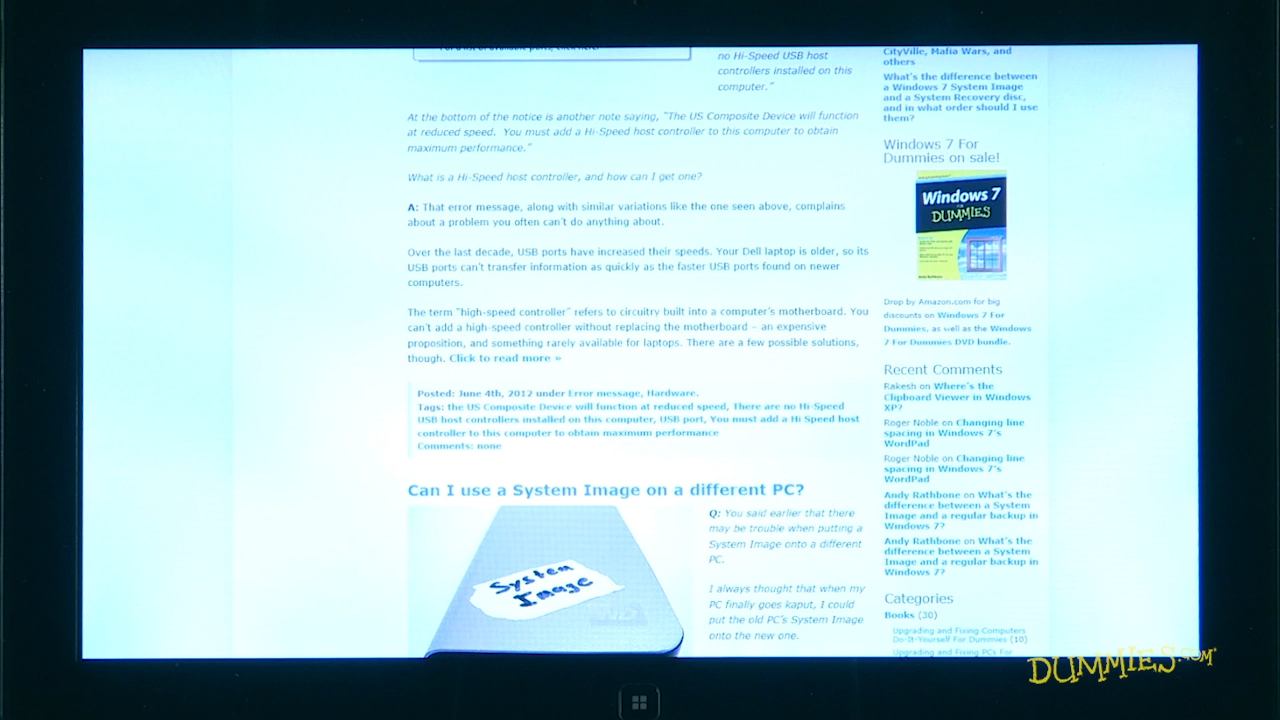 no Hi-Speed USB host
controllers installed on this
computer."
At the bottom of the notice is another note saying, "The US Composite Device will function
at reduced speed. You must add a Hi-Speed host controller to this computer to obtain
maximum performance."
What is a Hi-Speed host controller, and how can I get one?
A: That error message, along with similar variations like the one seen above, complains
about a problem you often can't do anything about.
Over the last decade, USB ports have increased their speeds. Your Dell laptop is older, so its
USB ports can't transfer information as quickly as the faster USB ports found on newer
computers.
The term "high-speed controller" refers to circuitry built into a computer's motherboard. You
can't add a high-speed controller without replacing the motherboard – an expensive
proposition, and something rarely available for laptops. There are a few possible solutions,
though. Click to read more »
Posted: June 4th, 2012 under Error message, Hardware.
Tags: the US Composite Device will function at reduced speed, There are no Hi-Speed
USB host controllers installed on this computer, USB port, You must add a Hi Speed host
controller to this computer to obtain maximum performance
Comments: none
Can I use a System Image on a different PC?
System
Image
Q: You said earlier that there
may be trouble when putting a
System Image onto a different
PC.
I always thought that when my
PC finally goes kaput, I could
put the old PC's System Image
onto the new one.
CityVille, Mafia Wars, and
others
What's the difference between
a Windows 7 System Image
and a System Recovery disc,
and in what order should I use
them?
Windows 7 For
Dummies on sale!
Windows 7
FOR
DUMMIES
Drop by Amazon.com for big
discounts on Windows 7 For
Dummies, as well as the Windows
7 For Dummies DVD bundle.
Recent Comments
Rakesh on Where's the
Clipboard Viewer in Windows
XP?
Roger Noble on Changing line
spacing in Windows 7's
WordPad
Roger Noble on Changing line
spacing in Windows 7's
WordPad
Andy Rathbone on What's the
difference between a System
Image and a regular backup in
Windows 7?
Andy Rathbone on What's the
difference between a System
Image and a regular backup in
Windows 7?
Categories
Books (30)
Upgrading and Fixing Computers
Do-It-Yourself For Dummies (10)
Upgrading and Fixing PCs For
DUMMIES.COM